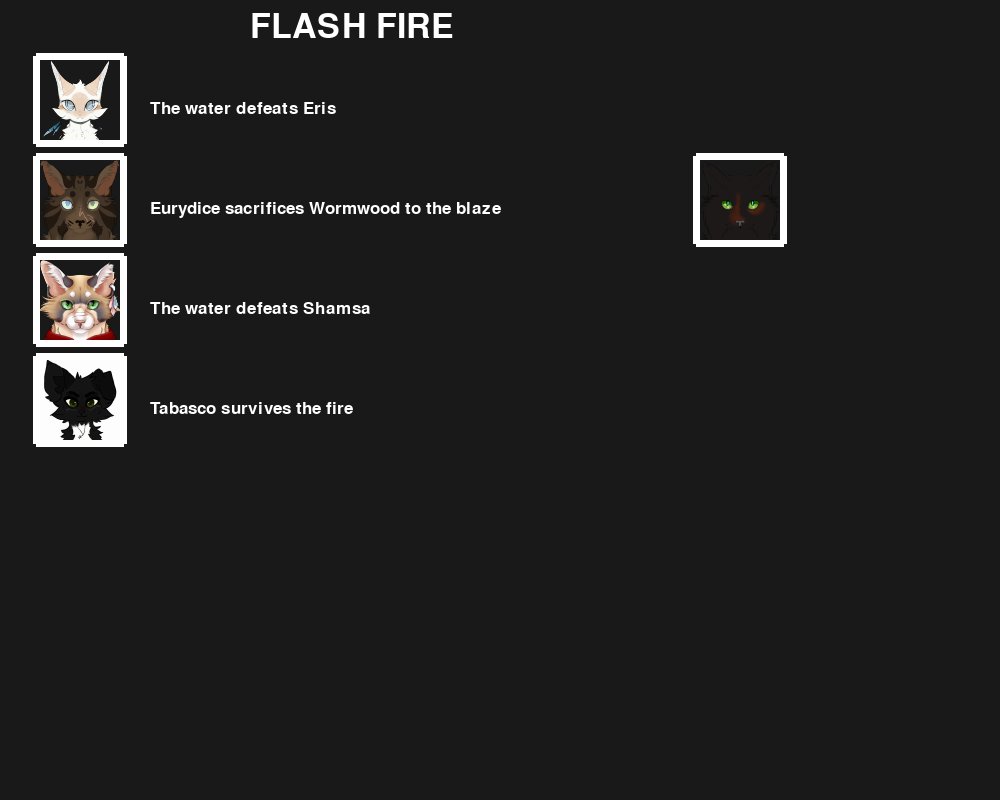 FLASH FIRE
The water defeats Eris
Eurydice sacrifices Wormwood to the blaze
The water defeats Shamsa
Tabasco survives the fire